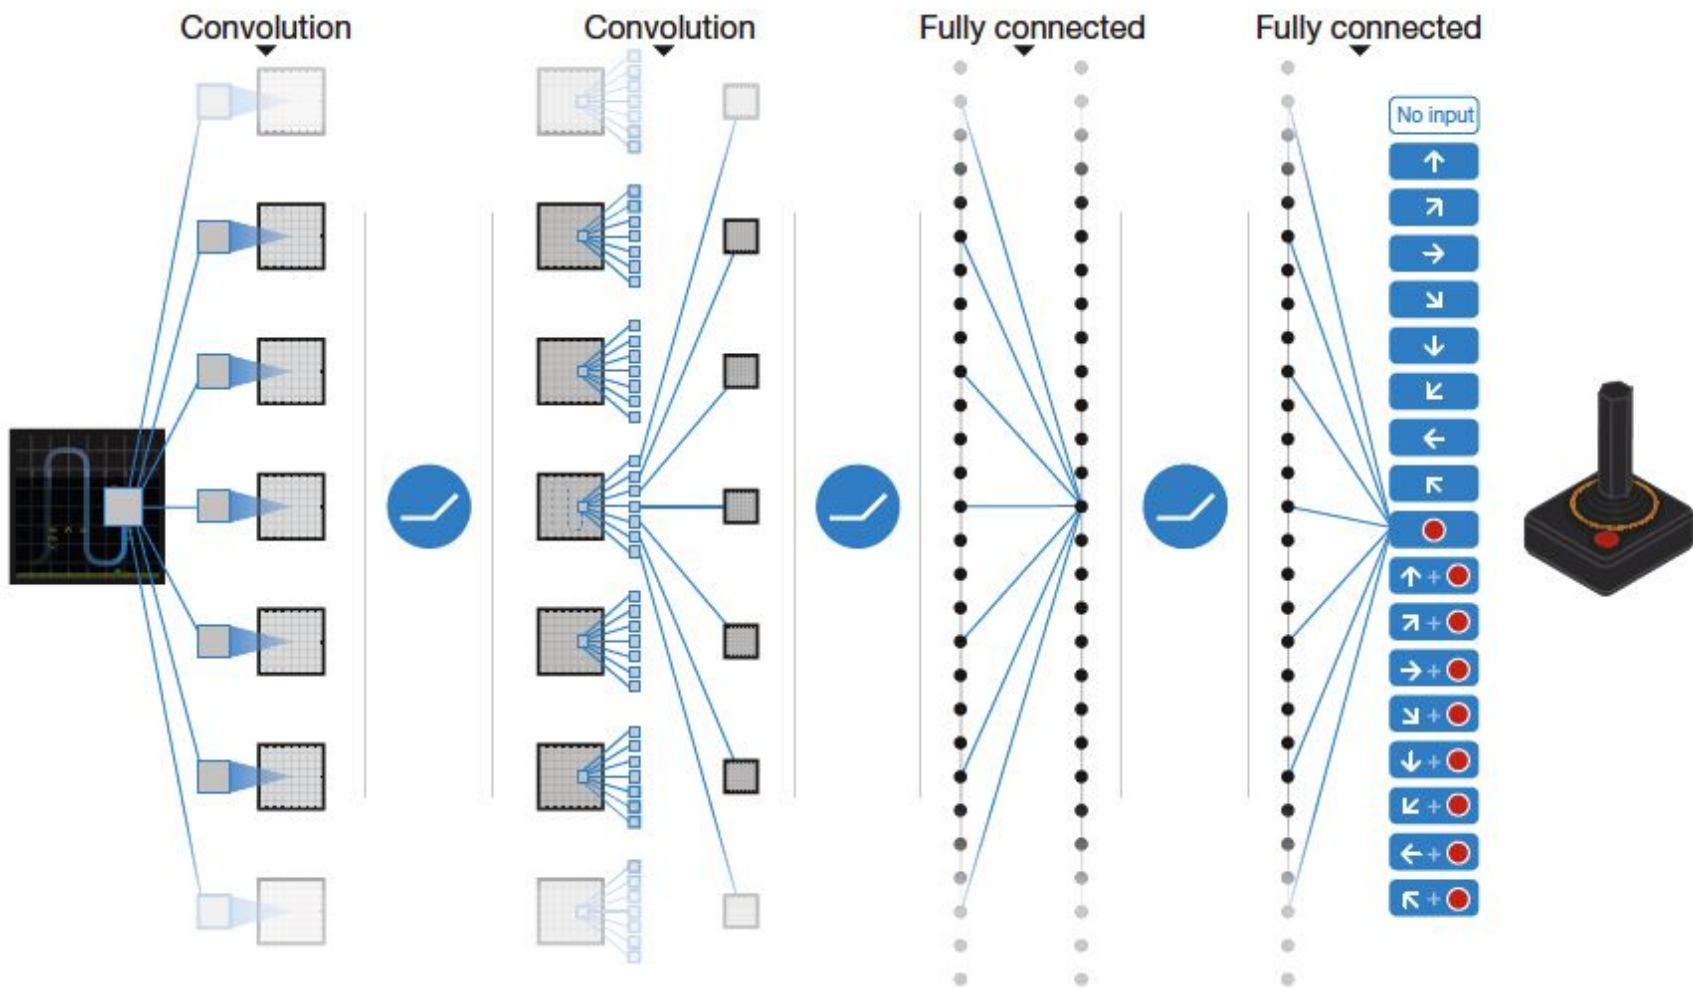 Convolution
Convolution
Fully connected
Fully connected
No input
+
+
+
+
+
+
+
+